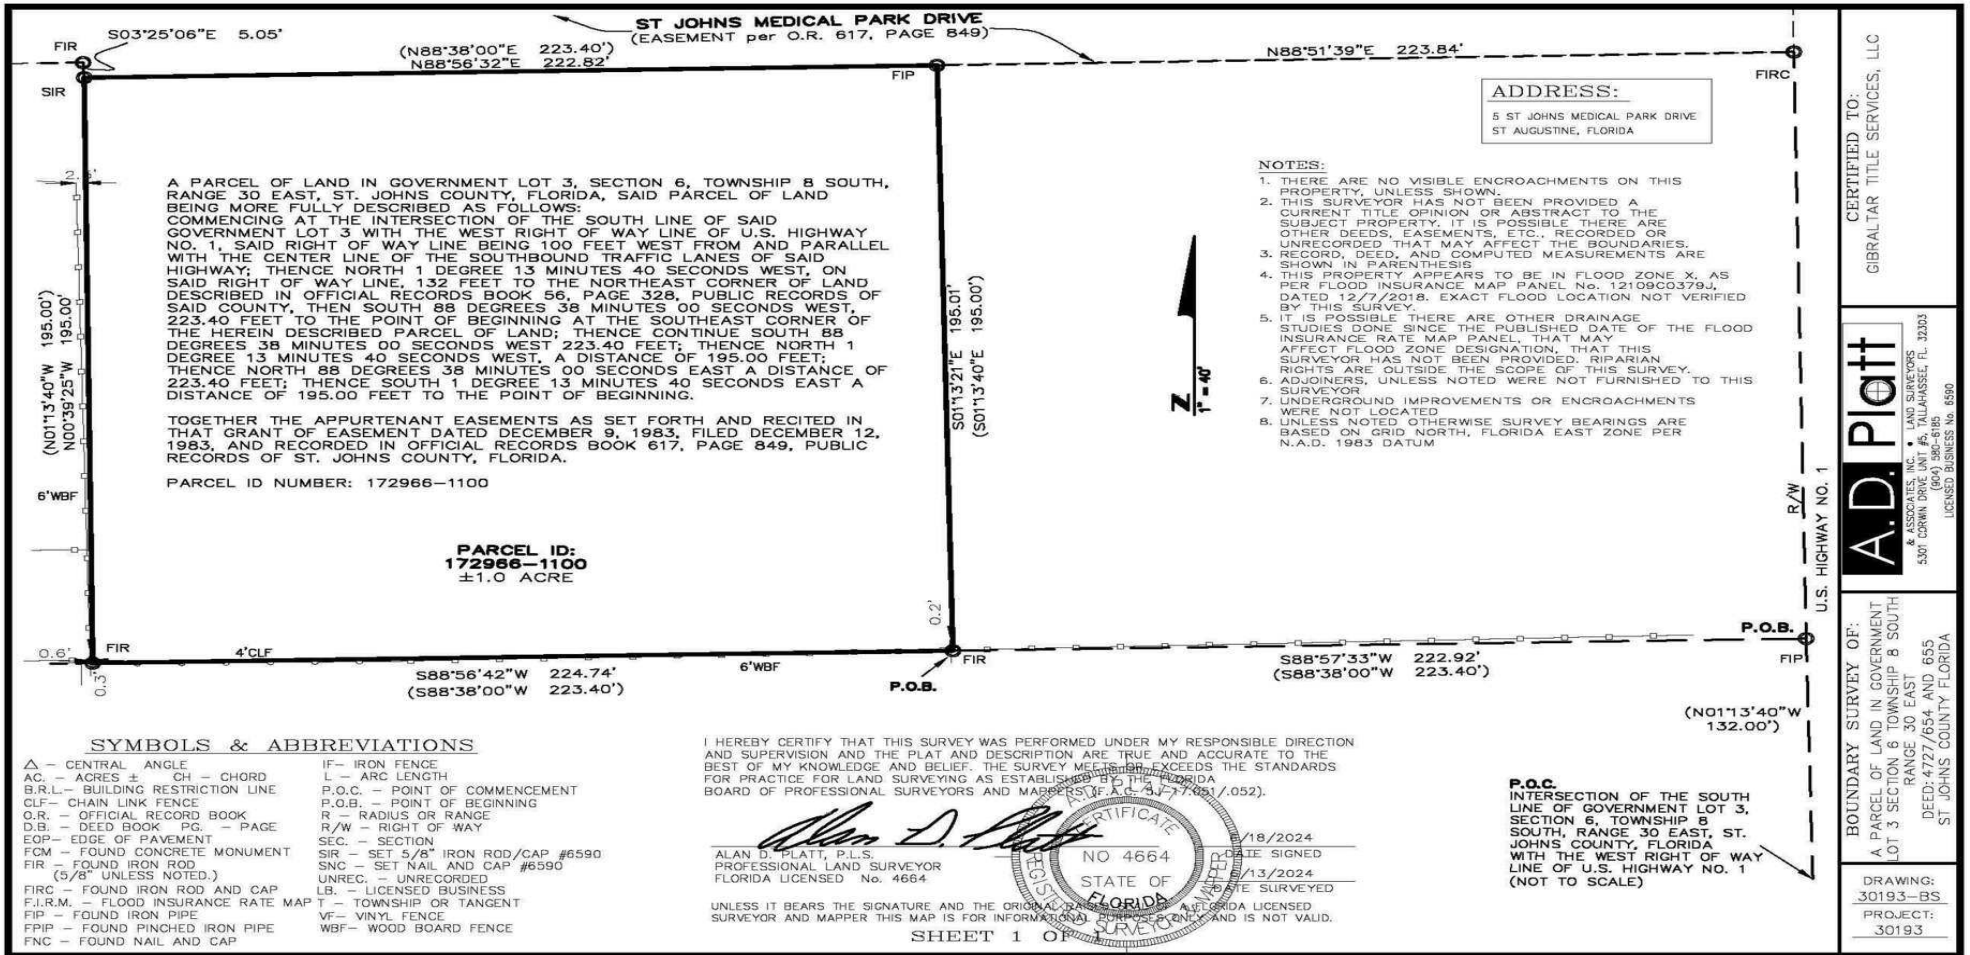 ST JOHNS MEDICAL PARK DRIVE
(EASEMENT per O.R. 617, PAGE 849)
S03°25'06"E 5.05'
FIR
SIR
(N88°38'00"E 223.40')
N88°56'32"E 222.82'
FIP
N88°51'39"E 223.84'
FIRC
ADDRESS:
5 ST JOHNS MEDICAL PARK DRIVE
ST AUGUSTINE, FLORIDA
A PARCEL OF LAND IN GOVERNMENT LOT 3, SECTION 6, TOWNSHIP 8 SOUTH,
RANGE 30 EAST, ST. JOHNS COUNTY, FLORIDA, SAID PARCEL OF LAND
BEING MORE FULLY DESCRIBED AS FOLLOWS:
COMMENCING AT THE INTERSECTION OF THE SOUTH LINE OF SAID
GOVERNMENT LOT 3 WITH THE WEST RIGHT OF WAY LINE OF U.S. HIGHWAY
NO. 1, SAID RIGHT OF WAY LINE BEING 100 FEET WEST FROM AND PARALLEL
WITH THE CENTER LINE OF THE SOUTHBOUND TRAFFIC LANES OF SAID
HIGHWAY; THENCE NORTH 1 DEGREE 13 MINUTES 40 SECONDS WEST, ON
SAID RIGHT OF WAY LINE, 132 FEET TO THE NORTHEAST CORNER OF LAND
DESCRIBED IN OFFICIAL RECORDS BOOK 56, PAGE 328, PUBLIC RECORDS OF
SAID COUNTY, THEN SOUTH 88 DEGREES 38 MINUTES 00 SECONDS WEST,
223.40 FEET TO THE POINT OF BEGINNING AT THE SOUTHEAST CORNER OF
THE HEREIN DESCRIBED PARCEL OF LAND; THENCE CONTINUE SOUTH 88
DEGREES 38 MINUTES 00 SECONDS WEST 223.40 FEET; THENCE NORTH 1
DEGREE 13 MINUTES 40 SECONDS WEST, A DISTANCE OF 195.00 FEET;
THENCE NORTH 88 DEGREES 38 MINUTES 00 SECONDS EAST A DISTANCE OF
223.40 FEET; THENCE SOUTH 1 DEGREE 13 MINUTES 40 SECONDS EAST A
DISTANCE OF 195.00 FEET TO THE POINT OF BEGINNING.
TOGETHER THE APPURTENANT EASEMENTS AS SET FORTH AND RECITED IN
THAT GRANT OF EASEMENT DATED DECEMBER 9, 1983, FILED DECEMBER 12,
1983, AND RECORDED IN OFFICIAL RECORDS BOOK 617, PAGE 849, PUBLIC
RECORDS OF ST. JOHNS COUNTY, FLORIDA.
PARCEL ID NUMBER: 172966-1100
PARCEL ID:
172966-1100
±1.0 ACRE
(N01°13'40"W 195.00')
N00°39'25"W 195.00'
6'WBF
S01°13'21"E 195.01'
(S01°13'40"E 195.00')
0.2'
N
1" = 40'
NOTES:
1. THERE ARE NO VISIBLE ENCROACHMENTS ON THIS
PROPERTY, UNLESS SHOWN.
2. THIS SURVEYOR HAS NOT BEEN PROVIDED A
CURRENT TITLE OPINION OR ABSTRACT TO THE
SUBJECT PROPERTY. IT IS POSSIBLE THERE ARE
OTHER DEEDS, EASEMENTS, ETC., RECORDED OR
UNRECORDED THAT MAY AFFECT THE BOUNDARIES.
3. RECORD, DEED, AND COMPUTED MEASUREMENTS ARE
SHOWN IN PARENTHESIS
4. THIS PROPERTY APPEARS TO BE IN FLOOD ZONE X, AS
PER FLOOD INSURANCE MAP PANEL No. 12109C0379J,
DATED 12/7/2018. EXACT FLOOD LOCATION NOT VERIFIED
BY THIS SURVEY.
5. IT IS POSSIBLE THERE ARE OTHER DRAINAGE
STUDIES DONE SINCE THE PUBLISHED DATE OF THE FLOOD
INSURANCE RATE MAP PANEL, THAT MAY
AFFECT FLOOD ZONE DESIGNATION, THAT THIS
SURVEYOR HAS NOT BEEN PROVIDED. RIPARIAN
RIGHTS ARE OUTSIDE THE SCOPE OF THIS SURVEY.
6. ADJOINERS, UNLESS NOTED WERE NOT FURNISHED TO THIS
SURVEYOR
7. UNDERGROUND IMPROVEMENTS OR ENCROACHMENTS
WERE NOT LOCATED
8. UNLESS NOTED OTHERWISE SURVEY BEARINGS ARE
BASED ON GRID NORTH, FLORIDA EAST ZONE PER
N.A.D. 1983 DATUM
R/W
U.S. HIGHWAY NO. 1
0.6'
0.3'
FIR
4'CLF
S88°56'42"W 224.74'
(S88°38'00"W 223.40')
6'WBF
P.O.B.
FIR
S88°57'33"W 222.92'
(S88°38'00"W 223.40')
P.O.B.
FIP
(N01°13'40"W
132.00')
P.O.C.
INTERSECTION OF THE SOUTH
LINE OF GOVERNMENT LOT 3,
SECTION 6, TOWNSHIP 8
SOUTH, RANGE 30 EAST, ST.
JOHNS COUNTY, FLORIDA
WITH THE WEST RIGHT OF WAY
LINE OF U.S. HIGHWAY NO. 1
(NOT TO SCALE)
SYMBOLS & ABBREVIATIONS
△ - CENTRAL ANGLE
AC. - ACRES ± CH - CHORD
B.R.L.- BUILDING RESTRICTION LINE
CLF- CHAIN LINK FENCE
O.R. - OFFICIAL RECORD BOOK
D.B. - DEED BOOK PG. - PAGE
EOP- EDGE OF PAVEMENT
FCM - FOUND CONCRETE MONUMENT
FIR - FOUND IRON ROD
(5/8" UNLESS NOTED.)
FIRC - FOUND IRON ROD AND CAP
F.I.R.M. - FLOOD INSURANCE RATE MAP
FIP - FOUND IRON PIPE
FPIP - FOUND PINCHED IRON PIPE
FNC - FOUND NAIL AND CAP
IF- IRON FENCE
L - ARC LENGTH
P.O.C. - POINT OF COMMENCEMENT
P.O.B. - POINT OF BEGINNING
R - RADIUS OR RANGE
R/W - RIGHT OF WAY
SEC. - SECTION
SIR - SET 5/8" IRON ROD/CAP #6590
SNC - SET NAIL AND CAP #6590
UNREC. - UNRECORDED
LB. - LICENSED BUSINESS
T - TOWNSHIP OR TANGENT
VF- VINYL FENCE
WBF- WOOD BOARD FENCE
I HEREBY CERTIFY THAT THIS SURVEY WAS PERFORMED UNDER MY RESPONSIBLE DIRECTION
AND SUPERVISION AND THE PLAT AND DESCRIPTION ARE TRUE AND ACCURATE TO THE
BEST OF MY KNOWLEDGE AND BELIEF. THE SURVEY MEETS OR EXCEEDS THE STANDARDS
FOR PRACTICE FOR LAND SURVEYING AS ESTABLISHED BY THE FLORIDA
BOARD OF PROFESSIONAL SURVEYORS AND MAPPERS (F.A.C. 5J-17.051/.052).
Alan D. Platt
ALAN D. PLATT, P.L.S.
PROFESSIONAL LAND SURVEYOR
FLORIDA LICENSED No. 4664
/18/2024
DATE SIGNED
/13/2024
DATE SURVEYED
A.D. PLATT
CERTIFICATE
NO 4664
STATE OF
FLORIDA
REGISTERED SURVEYOR & MAPPER
UNLESS IT BEARS THE SIGNATURE AND THE ORIGINAL RAISED SEAL OF A FLORIDA LICENSED
SURVEYOR AND MAPPER THIS MAP IS FOR INFORMATIONAL PURPOSES ONLY AND IS NOT VALID.
SHEET 1 OF 1
CERTIFIED TO:
GIBRALTAR TITLE SERVICES, LLC
A.D. Platt
& ASSOCIATES, INC. • LAND SURVEYORS
5301 CORWIN DRIVE UNIT #5, TALLAHASSEE, FL. 32303
(904) 580-6185
LICENSED BUSINESS No. 6590
BOUNDARY SURVEY OF:
A PARCEL OF LAND IN GOVERNMENT
LOT 3 SECTION 6 TOWNSHIP 8 SOUTH
RANGE 30 EAST
DEED:4727/654 AND 655
ST JOHNS COUNTY FLORIDA
DRAWING:
30193-BS
PROJECT:
30193